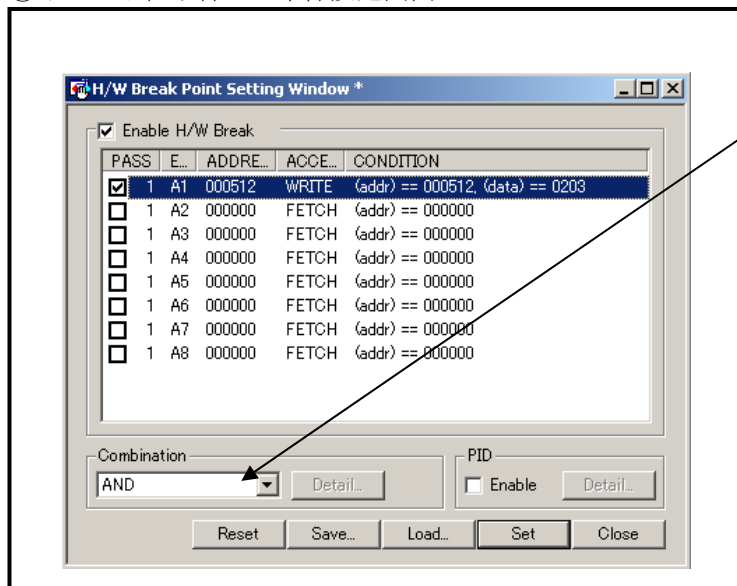 H/W Break Point Setting Window *
Enable H/W Break
PASS E... ADDRE... ACCE... CONDITION
1 A1 000512 WRITE (addr) == 000512, (data) == 0203
1 A2 000000 FETCH (addr) == 000000
1 A3 000000 FETCH (addr) == 000000
1 A4 000000 FETCH (addr) == 000000
1 A5 000000 FETCH (addr) == 000000
1 A6 000000 FETCH (addr) == 000000
1 A7 000000 FETCH (addr) == 000000
1 A8 000000 FETCH (addr) == 000000
Combination PID
AND Detail... Enable Detail...
Reset Save... Load... Set Close